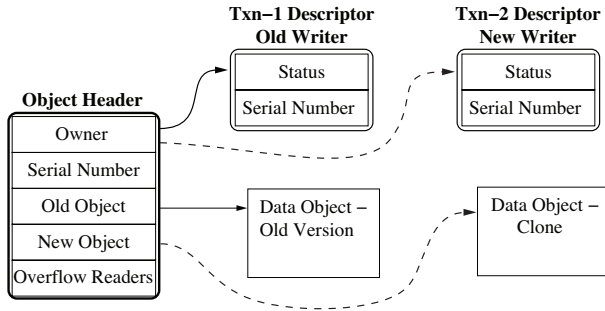 Txn−1 Descriptor
Old Writer
Txn−2 Descriptor
New Writer
Status
Serial Number
Status
Serial Number
Object Header
Owner
Serial Number
Old Object
New Object
Overflow Readers
Data Object −
Old Version
Data Object −
Clone